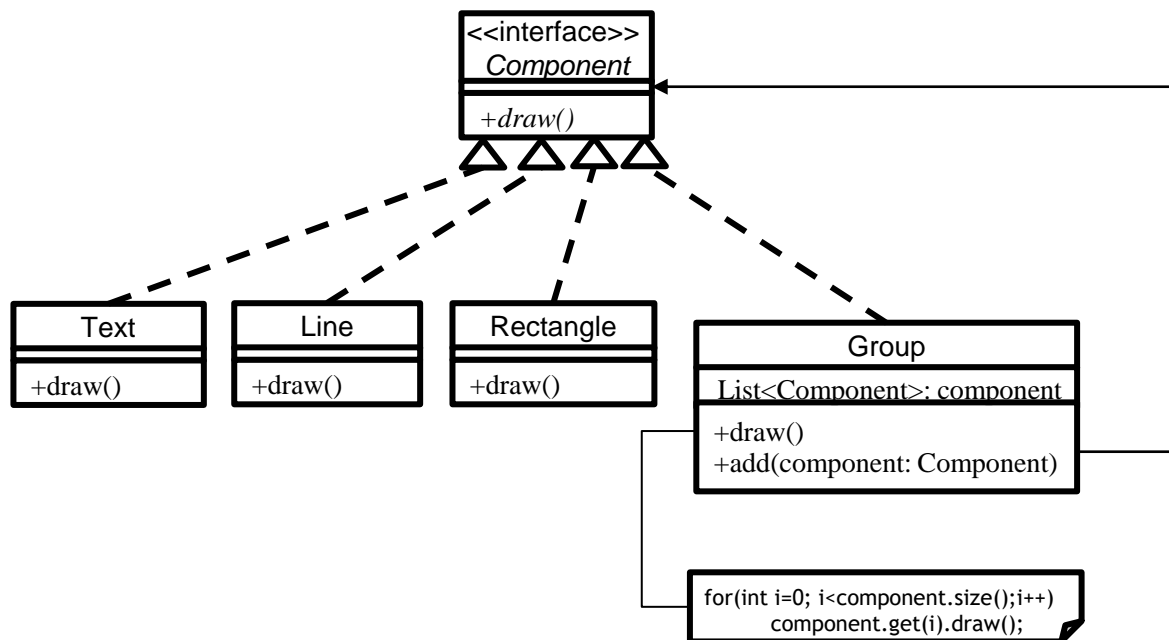 <<interface>>
Component
+draw()
Text
+draw()
Line
+draw()
Rectangle
+draw()
Group
List<Component>: component
+draw()
+add(component: Component)
for(int i=0; i<component.size();i++)
component.get(i).draw();